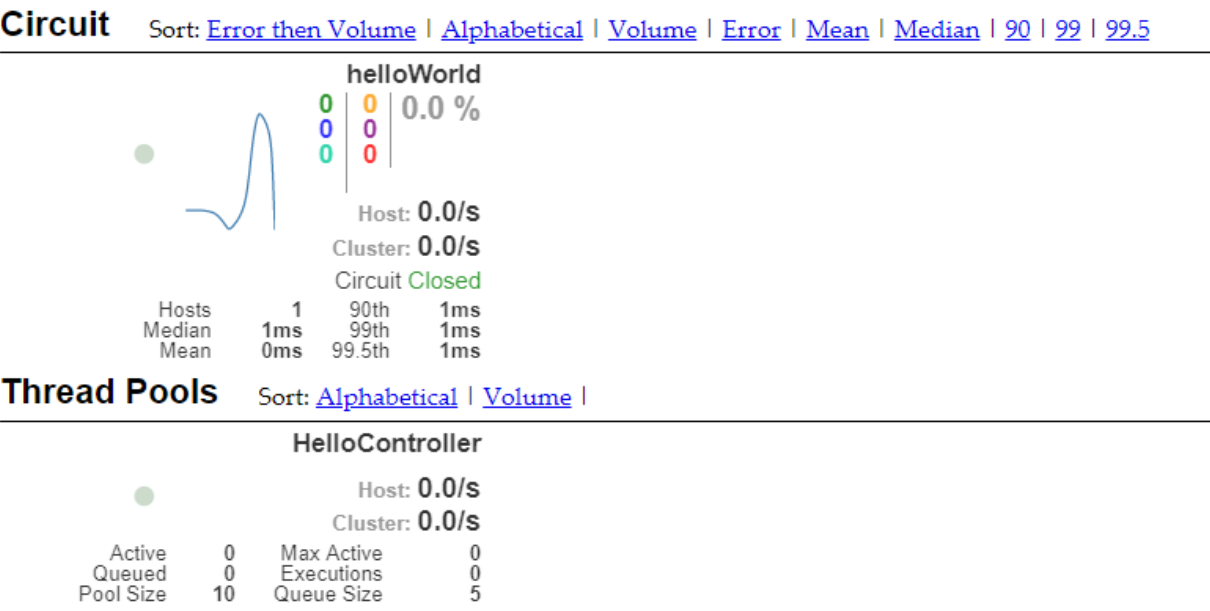 Circuit Sort: Error then Volume | Alphabetical | Volume | Error | Mean | Median | 90 | 99 | 99.5
helloWorld
0 0 0.0 %
0 0
0 0
Host: 0.0/s
Cluster: 0.0/s
Circuit Closed
Hosts 1 90th 1ms
Median 1ms 99th 1ms
Mean 0ms 99.5th 1ms
Thread Pools Sort: Alphabetical | Volume |
HelloController
Host: 0.0/s
Cluster: 0.0/s
Active 0 Max Active 0
Queued 0 Executions 0
Pool Size 10 Queue Size 5